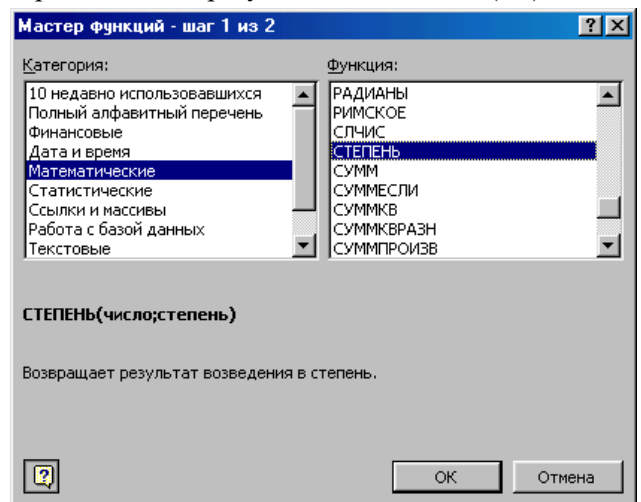 Мастер функций - шаг 1 из 2
Категория:
Функция:
10 недавно использовавшихся
Полный алфавитный перечень
Финансовые
Дата и время
Математические
Статистические
Ссылки и массивы
Работа с базой данных
Текстовые
РАДИАНЫ
РИМСКОЕ
СЛЧИС
СТЕПЕНЬ
СУММ
СУММЕСЛИ
СУММКВ
СУММКВРАЗН
СУММПРОИЗВ
СТЕПЕНЬ(число;степень)
Возвращает результат возведения в степень.
ОК
Отмена